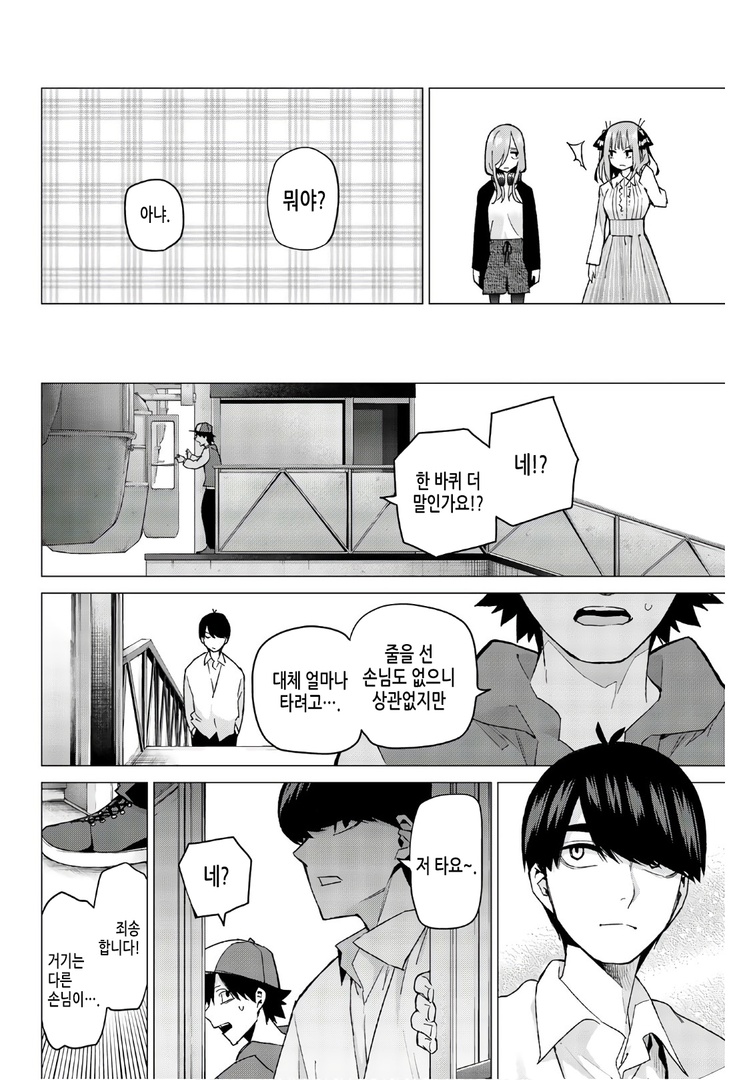 뭐야?
아냐.
네!?
한 바퀴 더
말인가요!?
줄을 선
손님도 없으니
상관없지만
대체 얼마나
타려고….
저 타요~.
네?
죄송
합니다!
거기는
다른
손님이….